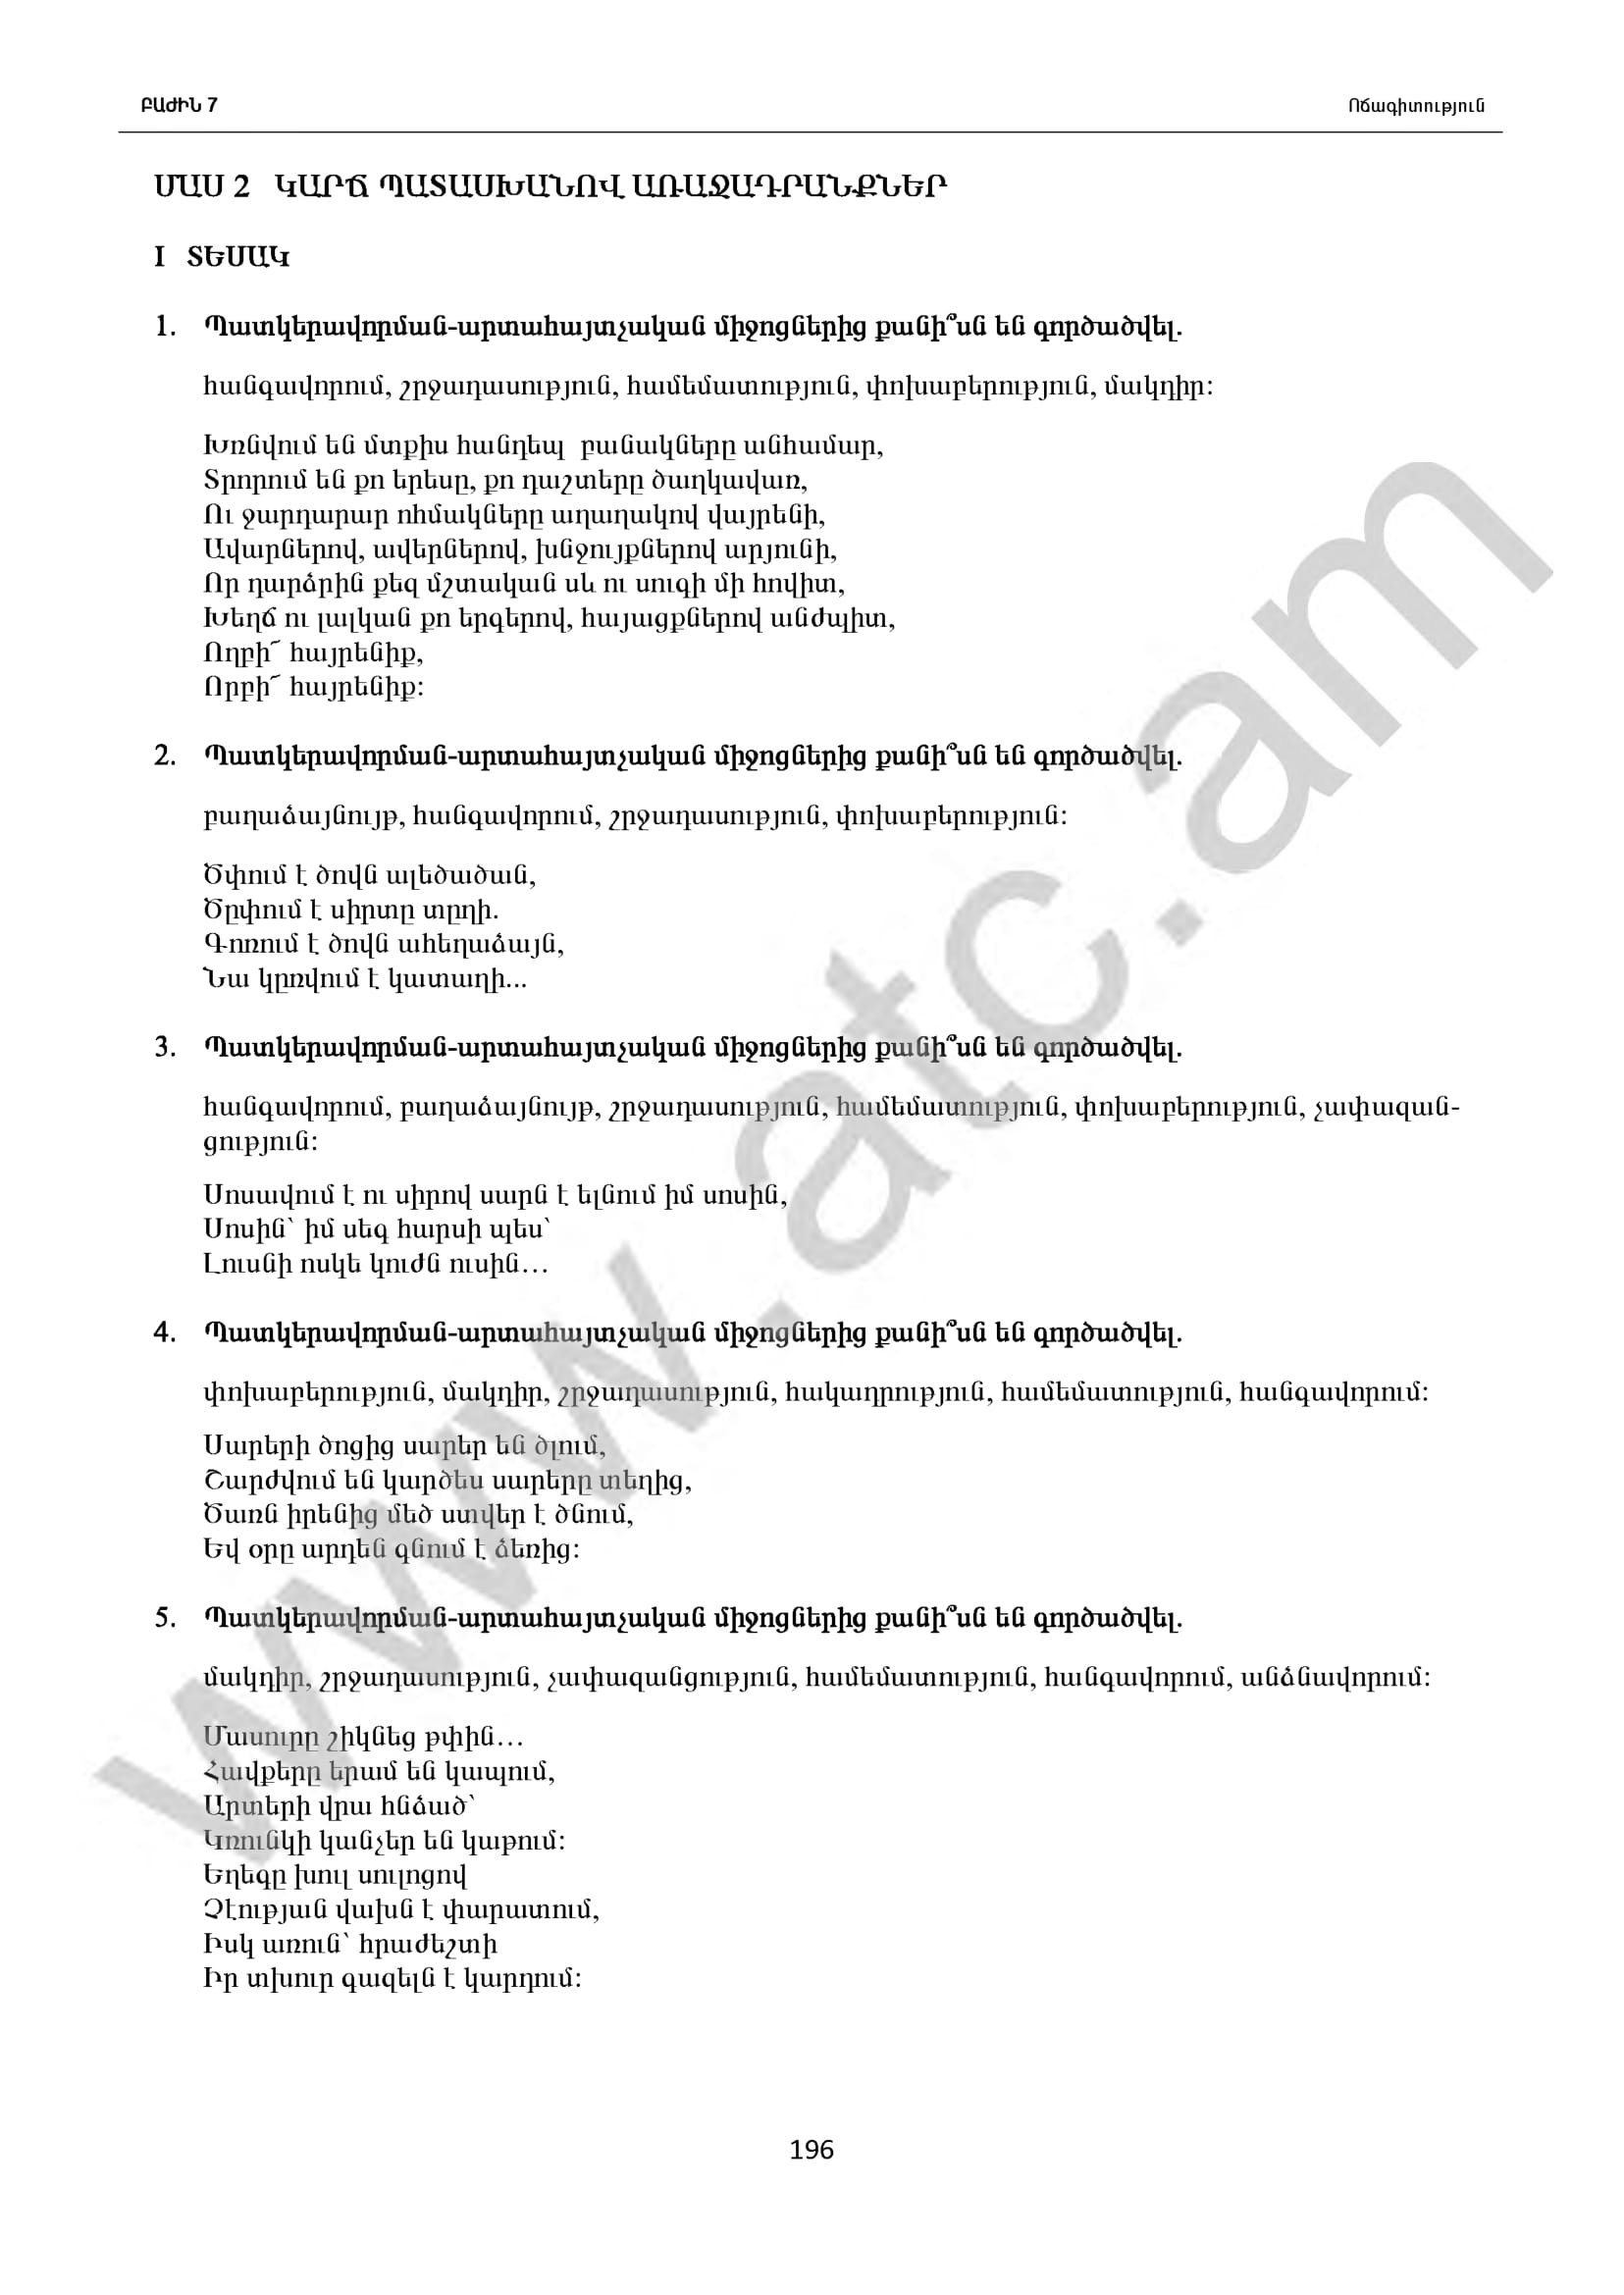 ԲԱԺԻՆ 7 Ոճագիտություն
ՄԱՍ 2 ԿԱՐՃ ՊԱՏԱՍԽԱՆՈՎ ԱՌԱՋԱԴՐԱՆՔՆԵՐ
I ՏԵՍԱԿ
1. Պատկերավորման-արտահայտչական միջոցներից քանի՞սն են գործածվել.
հանգավորում, շրջադասություն, համեմատություն, փոխաբերություն, մակդիր:
Խռնվում են մտքիս հանդեպ բանակները անհամար,
Տրորում են քո երեսը, քո դաշտերը ծաղկավառ,
Ու ջարդարար ոհմակները աղաղակով վայրենի,
Ավարներով, ավերներով, խնջույքներով արյունի,
Որ դարձրին քեզ մշտական սև ու սուգի մի հովիտ,
Խեղճ ու լալկան քո երգերով, հայացքներով անժպիտ,
Ողբի՜ հայրենիք,
Որբի՜ հայրենիք:
2. Պատկերավորման-արտահայտչական միջոցներից քանի՞սն են գործածվել.
բաղաձայնույթ, հանգավորում, շրջադասություն, փոխաբերություն:
Ծփում է ծովն ալեծածան,
Ծըփում է սիրտը տըղի.
Գոռում է ծովն ահեղաձայն,
Նա կըռվում է կատաղի...
3. Պատկերավորման-արտահայտչական միջոցներից քանի՞սն են գործածվել.
հանգավորում, բաղաձայնույթ, շրջադասություն, համեմատություն, փոխաբերություն, չափազան-
ցություն:
Սոսավում է ու սիրով սարն է ելնում իմ սոսին,
Սոսին՝ իմ սեգ հարսի պես՝
Լուսնի ոսկե կուժն ուսին…
4. Պատկերավորման-արտահայտչական միջոցներից քանի՞սն են գործածվել.
փոխաբերություն, մակդիր, շրջադասություն, հակադրություն, համեմատություն, հանգավորում:
Սարերի ծոցից սարեր են ծլում,
Շարժվում են կարծես սարերը տեղից,
Ծառն իրենից մեծ ստվեր է ծնում,
Եվ օրը արդեն գնում է ձեռից:
5. Պատկերավորման-արտահայտչական միջոցներից քանի՞սն են գործածվել.
մակդիր, շրջադասություն, չափազանցություն, համեմատություն, հանգավորում, անձնավորում:
Մասուրը շիկնեց թփին…
Հավքերը երամ են կապում,
Արտերի վրա հնձած՝
Կռունկի կանչեր են կաթում:
Եղեգը խուլ սուլոցով
Չէության վախն է փարատում,
Իսկ առուն՝ հրաժեշտի
Իր տխուր գազելն է կարդում:
196
www.atc.am